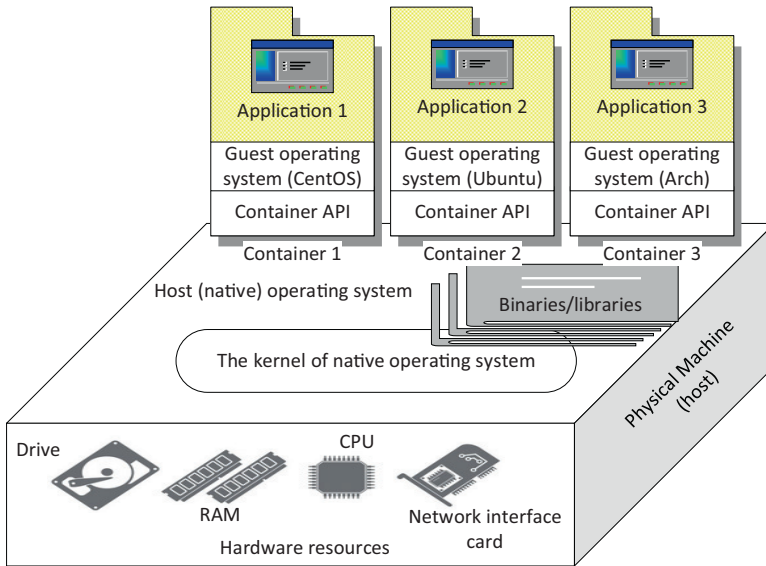 Application 1
Application 2
Application 3
Guest operating
system (CentOS)
Guest operating
system (Ubuntu)
Guest operating
system (Arch)
Container API
Container API
Container API
Container 1
Container 2
Container 3
Host (native) operating system
Binaries/libraries
The kernel of native operating system
Physical Machine
(host)
Drive
RAM
CPU
Network interface
card
Hardware resources